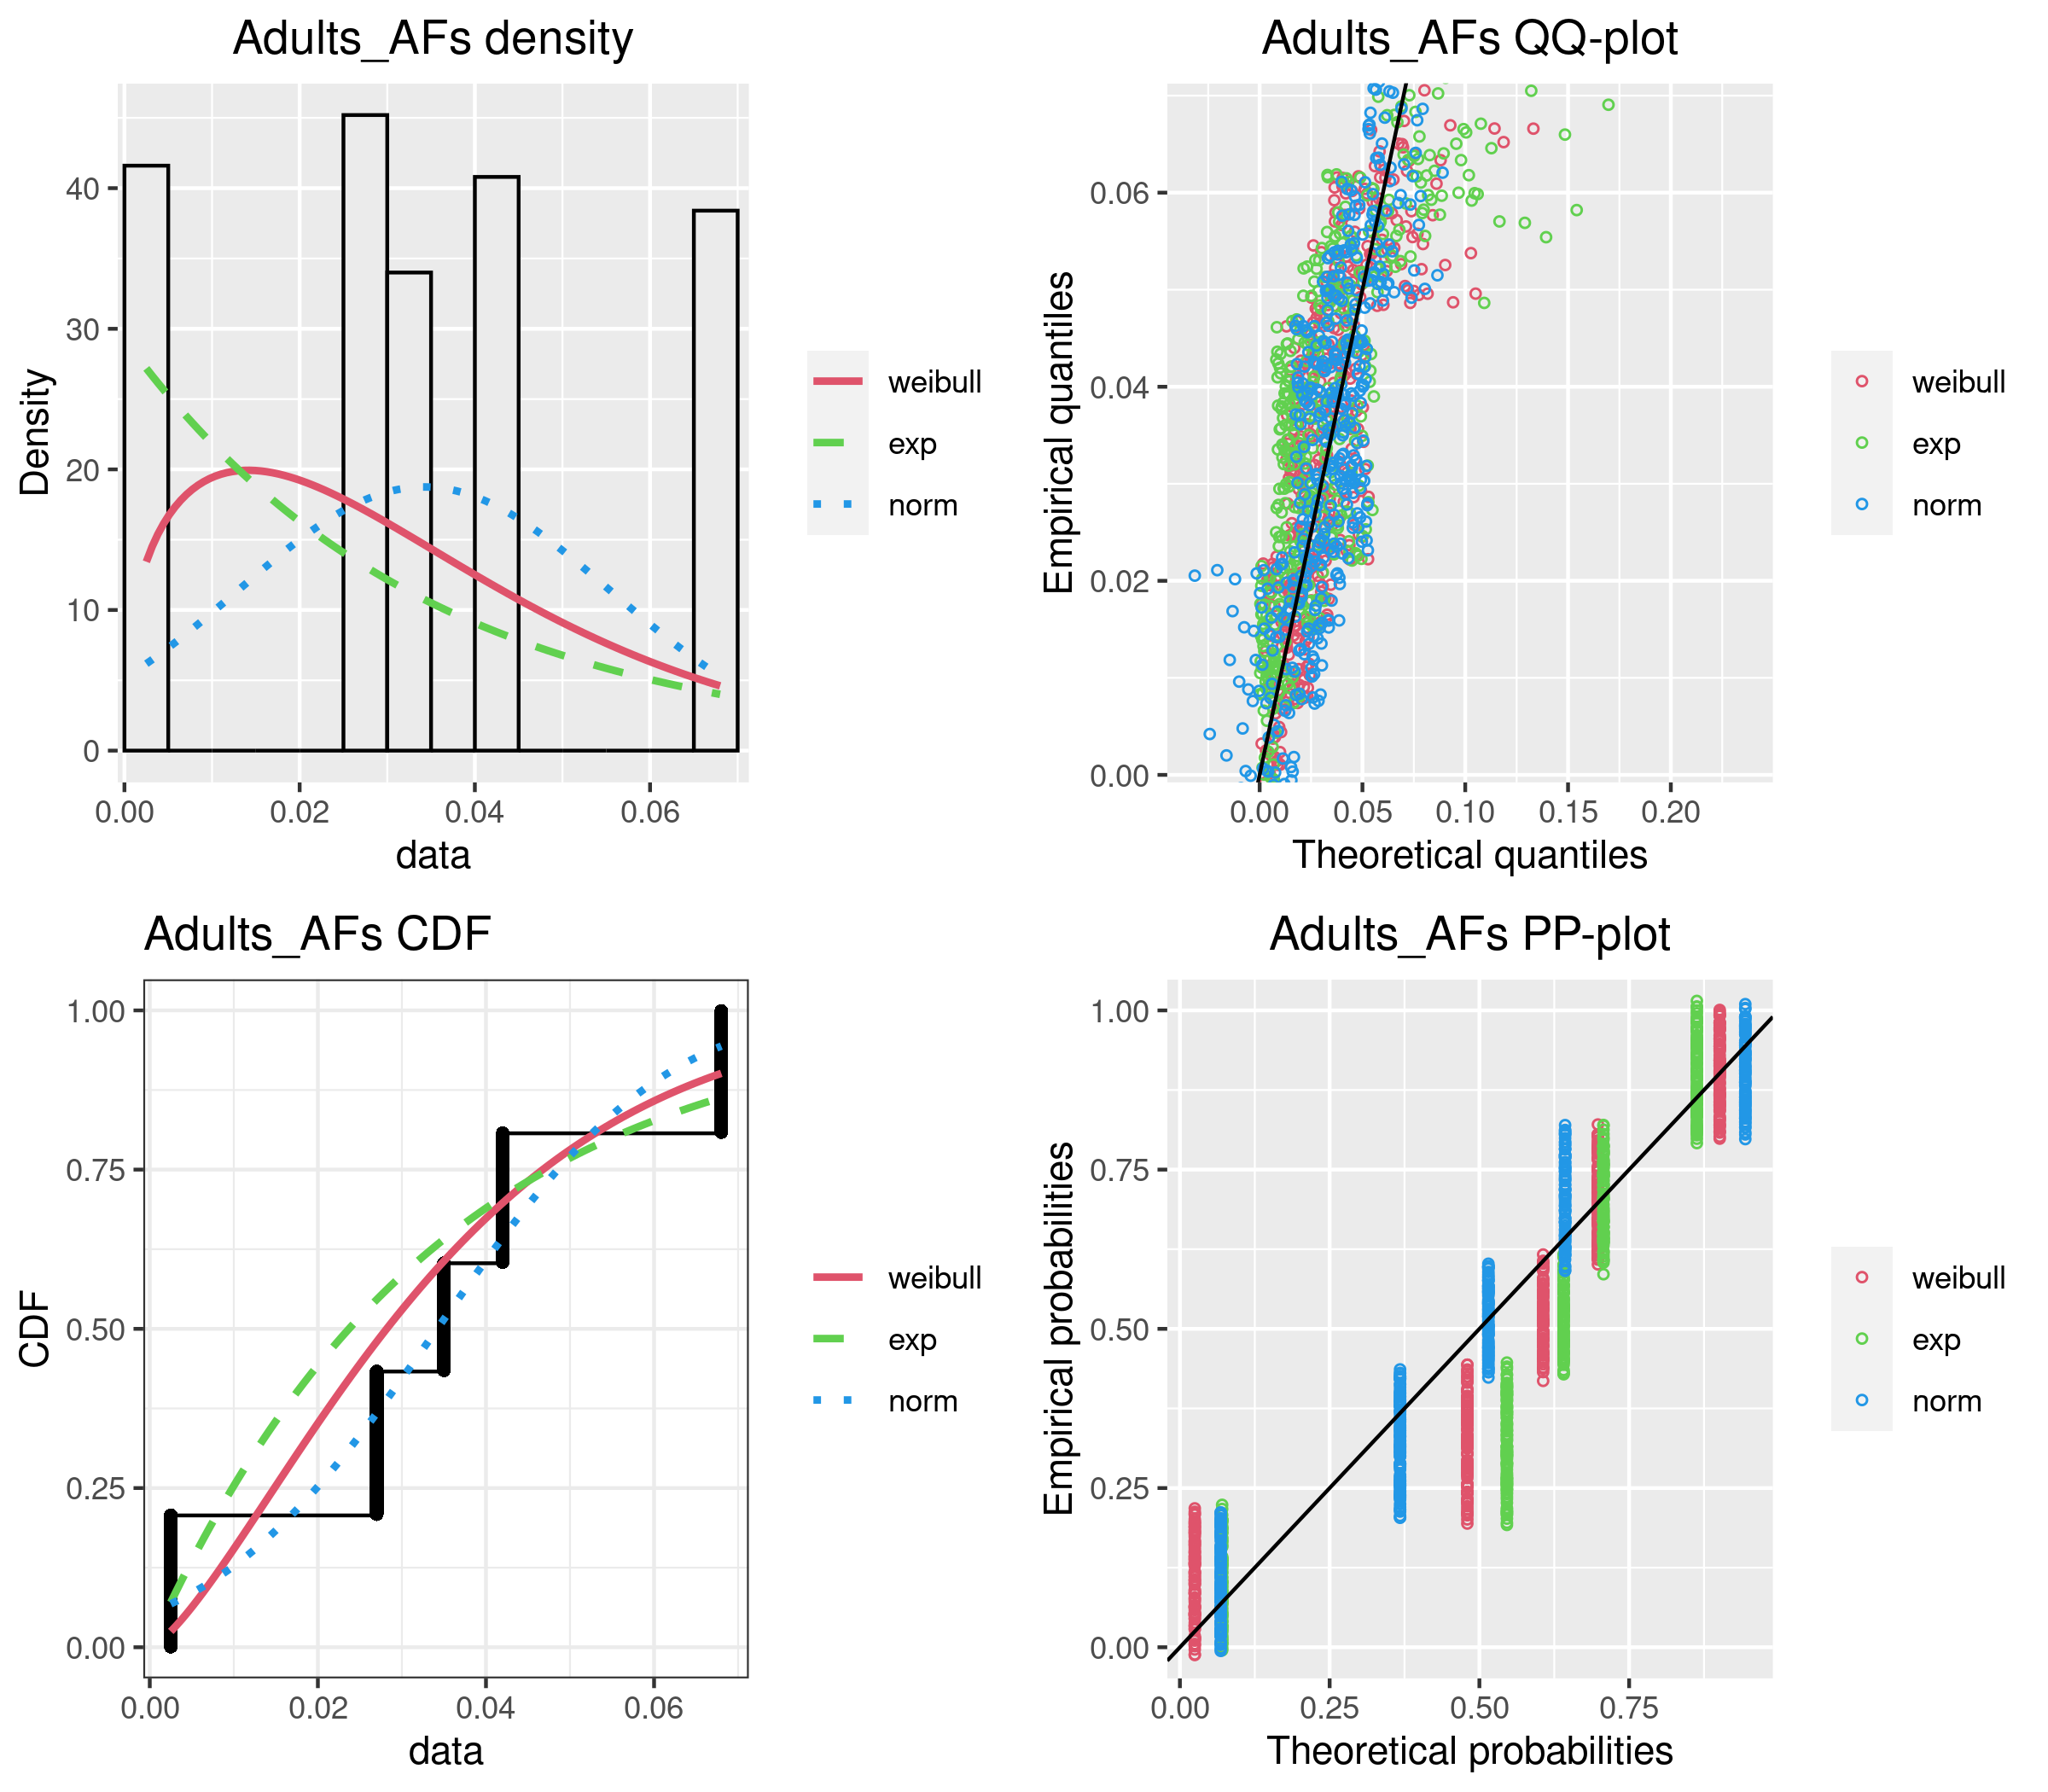 Adults_AFs density
Density
40
30
20
10
0
0.00 0.02 0.04 0.06
data
weibull
exp
norm
Adults_AFs QQ-plot
Empirical quantiles
0.06
0.04
0.02
0.00
0.00 0.05 0.10 0.15 0.20
Theoretical quantiles
weibull
exp
norm
Adults_AFs CDF
CDF
1.00
0.75
0.50
0.25
0.00
0.00 0.02 0.04 0.06
data
weibull
exp
norm
Adults_AFs PP-plot
Empirical probabilities
1.00
0.75
0.50
0.25
0.00
0.00 0.25 0.50 0.75
Theoretical probabilities
weibull
exp
norm